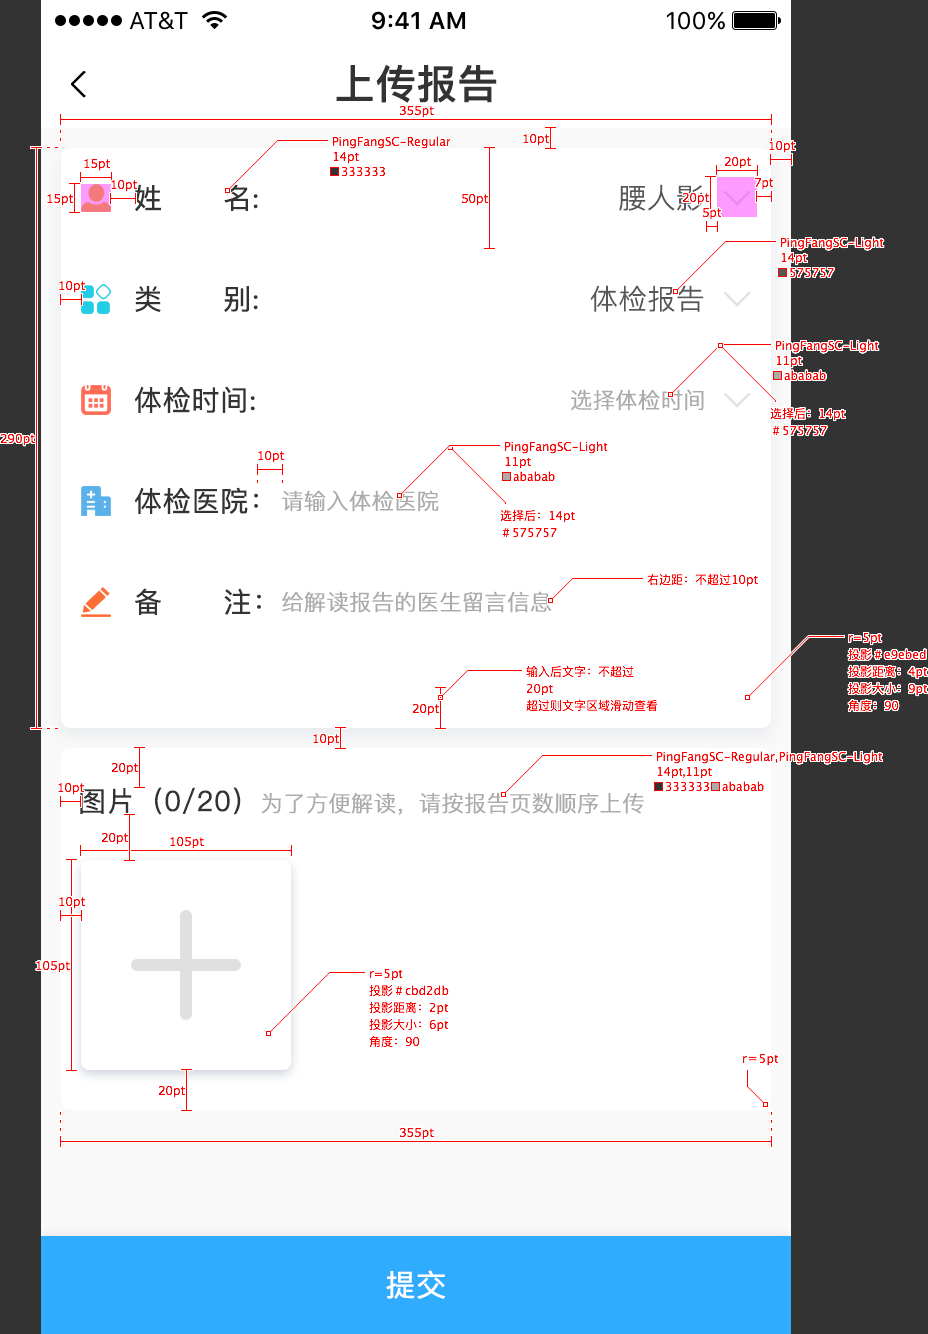 AT&T 9:41 AM 100%
上传报告
355pt
10pt
PingFangSC-Regular
14pt
333333
10pt
15pt
10pt
15pt
姓 名:
50pt
腰人影
20pt
20pt
7pt
5pt
PingFangSC-Light
14pt
575757
10pt
类 别:
体检报告
PingFangSC-Light
11pt
ababab
体检时间:
选择体检时间
选择后：14pt
#575757
290pt
10pt
PingFangSC-Light
11pt
ababab
体检医院：
请输入体检医院
选择后：14pt
#575757
右边距：不超过10pt
备 注：
给解读报告的医生留言信息
r=5pt
投影#e9ebed
投影距离：4pt
投影大小：9pt
角度：90
输入后文字：不超过
20pt
超过则文字区域滑动查看
20pt
10pt
20pt
PingFangSC-Regular,PingFangSC-Light
14pt,11pt
333333 ababab
10pt
图片（0/20）为了方便解读，请按报告页数顺序上传
20pt
105pt
10pt
105pt
r=5pt
投影#cbd2db
投影距离：2pt
投影大小：6pt
角度：90
20pt
r=5pt
355pt
提交